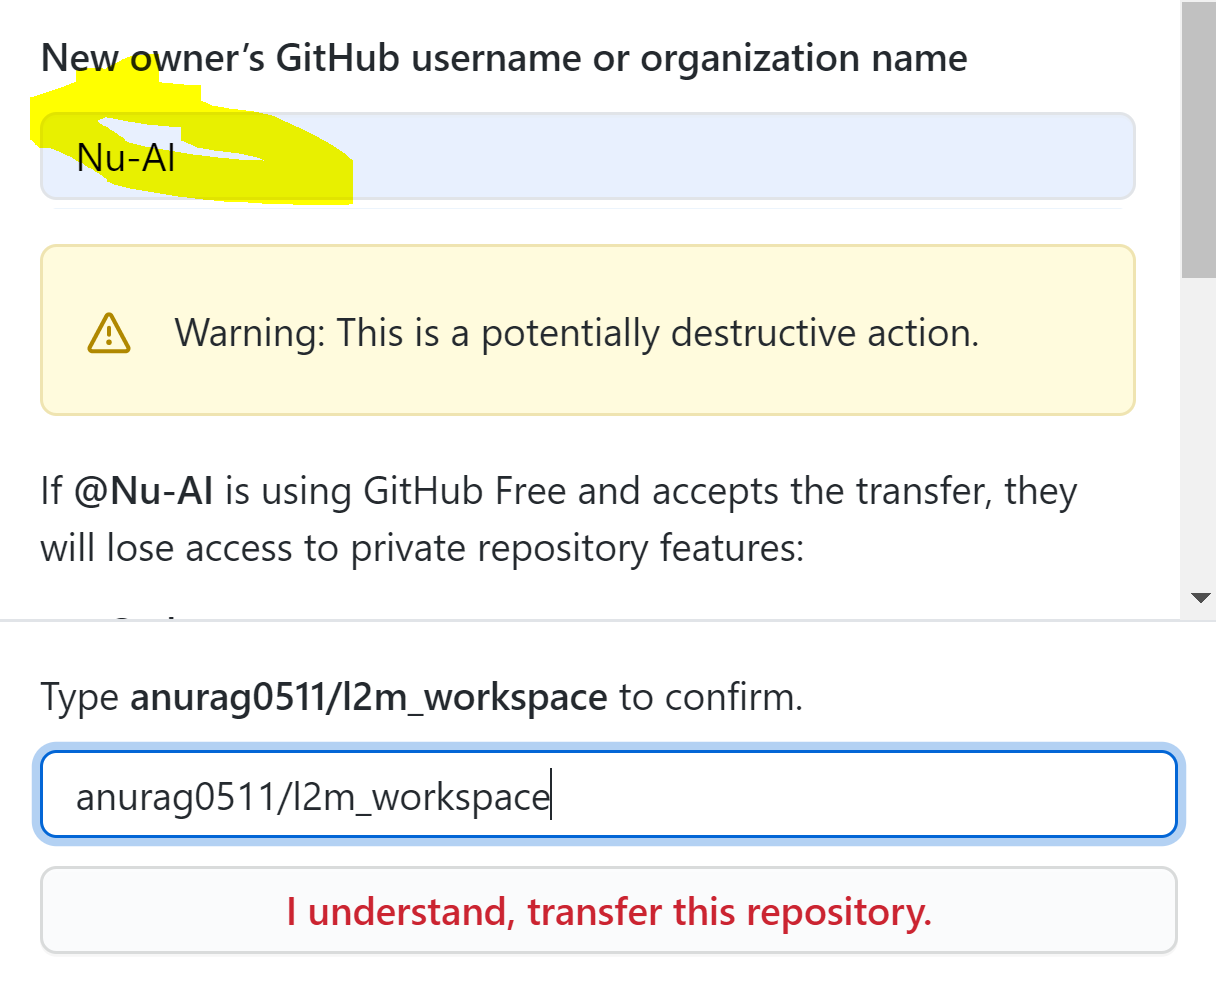 New owner’s GitHub username or organization name
Nu-AI
Warning: This is a potentially destructive action.
If @Nu-AI is using GitHub Free and accepts the transfer, they
will lose access to private repository features:
Type anurag0511/l2m_workspace to confirm.
anurag0511/l2m_workspace
I understand, transfer this repository.